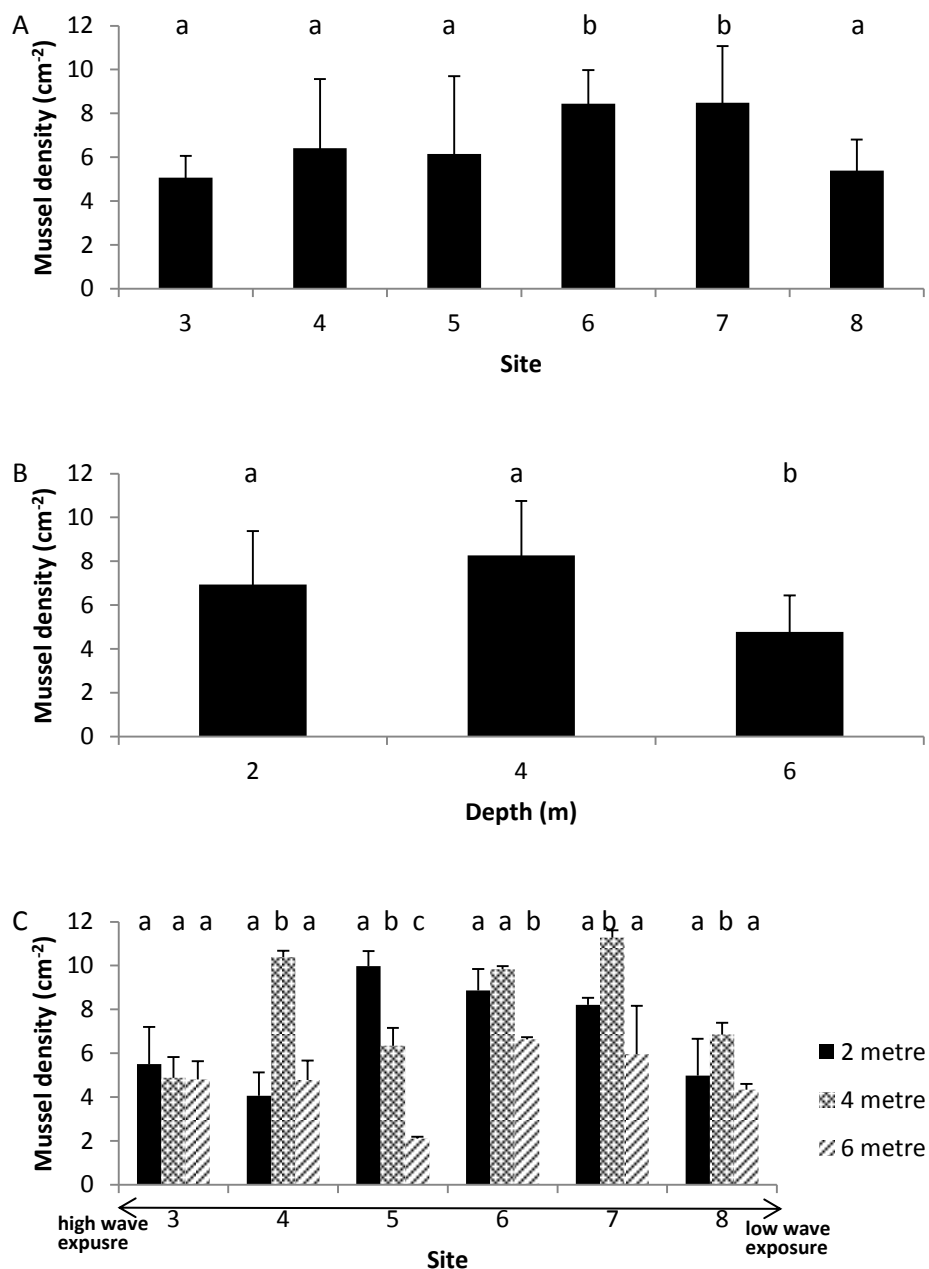 A
a a a b b a
Mussel density (cm-2)
12
10
8
6
4
2
0
3 4 5 6 7 8
Site
B
a a b
Mussel density (cm-2)
12
10
8
6
4
2
0
2 4 6
Depth (m)
C
a a a a b a a b c a a b a b a a b a
Mussel density (cm-2)
12
10
8
6
4
2
0
2 metre
4 metre
6 metre
3 4 5 6 7 8
high wave
expusre
low wave
exposure
Site